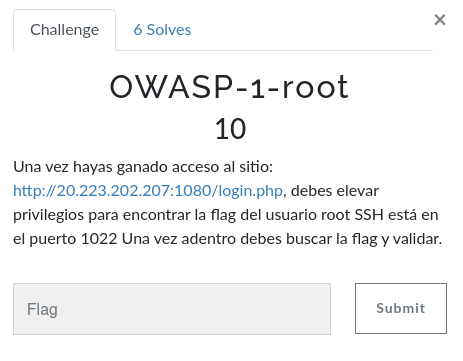 Challenge
6 Solves
×
OWASP-1-root
10
Una vez hayas ganado acceso al sitio:
http://20.223.202.207:1080/login.php, debes elevar
privilegios para encontrar la flag del usuario root SSH está en
el puerto 1022 Una vez adentro debes buscar la flag y validar.
Flag
Submit